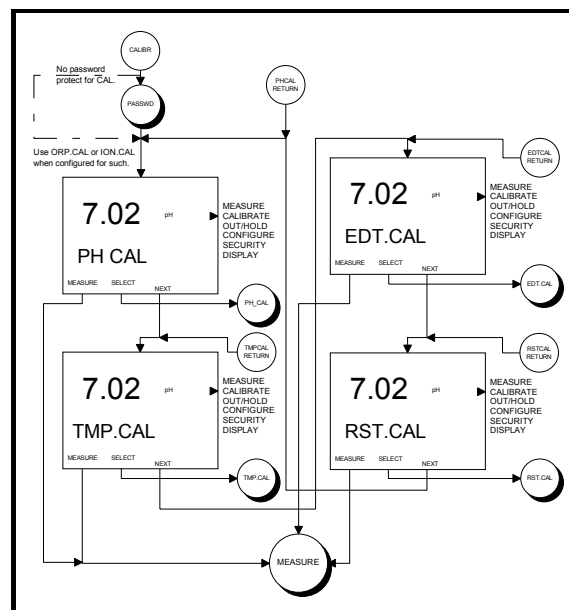 CALIBR
No password
protect for CAL.
PASSWD
PHCAL
RETURN
Use ORP.CAL or ION.CAL
when configured for such.
7.02
pH
PH CAL
MEASURE
SELECT
NEXT
MEASURE
CALIBRATE
OUT/HOLD
CONFIGURE
SECURITY
DISPLAY
PH_CAL
TMPCAL
RETURN
7.02
pH
TMP.CAL
MEASURE
SELECT
NEXT
MEASURE
CALIBRATE
OUT/HOLD
CONFIGURE
SECURITY
DISPLAY
TMP.CAL
EDTCAL
RETURN
7.02
pH
EDT.CAL
MEASURE
SELECT
NEXT
MEASURE
CALIBRATE
OUT/HOLD
CONFIGURE
SECURITY
DISPLAY
EDT.CAL
RSTCAL
RETURN
7.02
pH
RST.CAL
MEASURE
SELECT
NEXT
MEASURE
CALIBRATE
OUT/HOLD
CONFIGURE
SECURITY
DISPLAY
RST.CAL
MEASURE